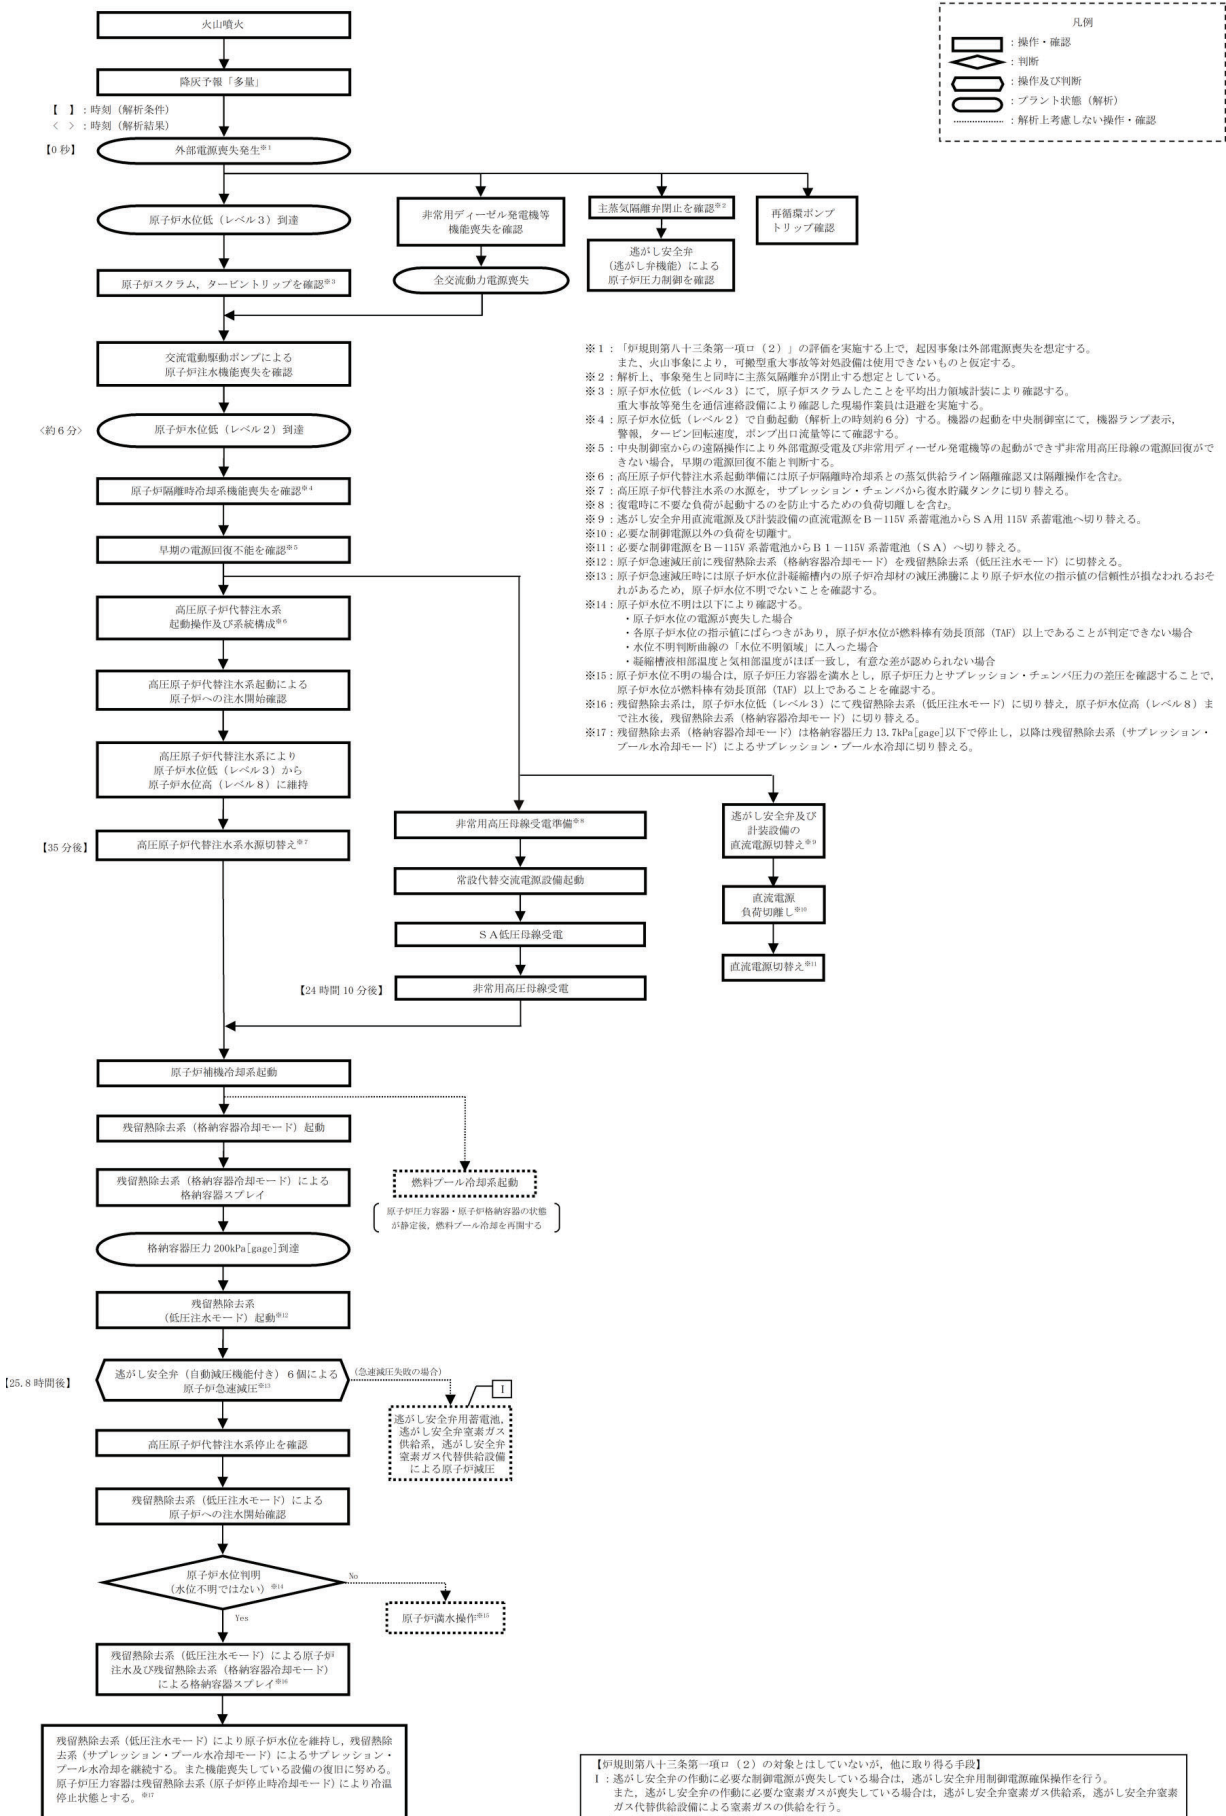 火山噴火
降灰予報「多量」
【 】：時刻（解析条件）
＜ ＞：時刻（解析結果）
【0 秒】
外部電源喪失発生※1
凡例
：操作・確認
：判断
：操作及び判断
：プラント状態（解析）
：解析上考慮しない操作・確認
原子炉水位低（レベル3）到達
非常用ディーゼル発電機等
機能喪失を確認
主蒸気隔離弁閉止を確認※2
再循環ポンプ
トリップ確認
逃がし安全弁
（逃がし弁機能）による
原子炉圧力制御を確認
原子炉スクラム，タービントリップを確認※3
全交流動力電源喪失
交流電動駆動ポンプによる
原子炉注水機能喪失を確認
＜約6分＞
原子炉水位低（レベル2）到達
原子炉隔離時冷却系機能喪失を確認※4
早期の電源回復不能を確認※5
※1：「炉規則第八十三条第一項ロ（2）」の評価を実施する上で，起因事象は外部電源喪失を想定する。
また，火山事象により，可搬型重大事故等対処設備は使用できないものと仮定する。
※2：解析上，事象発生と同時に主蒸気隔離弁が閉止する想定としている。
※3：原子炉水位低（レベル3）にて，原子炉スクラムしたことを平均出力領域計装により確認する。
重大事故等発生を通信連絡設備により確認した現場作業員は退避を実施する。
※4：原子炉水位低（レベル2）で自動起動（解析上の時刻約6分）する。機器の起動を中央制御室にて，機器ランプ表示，
警報，タービン回転速度，ポンプ出口流量等にて確認する。
※5：中央制御室からの遠隔操作により外部電源受電及び非常用ディーゼル発電機等の起動ができず非常用高圧母線の電源回復がで
きない場合，早期の電源回復不能と判断する。
※6：高圧原子炉代替注水系起動準備には原子炉隔離時冷却系との蒸気供給ライン隔離確認又は隔離操作を含む。
※7：高圧原子炉代替注水系の水源を，サプレッション・チェンバから復水貯蔵タンクに切り替える。
※8：復電時に不要な負荷が起動するのを防止するための負荷切離しを含む。
※9：逃がし安全弁用直流電源及び計装設備の直流電源をB－115V 系蓄電池からSA用 115V 系蓄電池へ切り替える。
※10：必要な制御電源以外の負荷を切離す。
※11：必要な制御電源をB－115V 系蓄電池からB1－115V 系蓄電池（SA）へ切り替える。
※12：原子炉急速減圧前に残留熱除去系（格納容器冷却モード）を残留熱除去系（低圧注水モード）に切替える。
※13：原子炉急速減圧時には原子炉水位計凝縮槽内の原子炉冷却材の減圧沸騰により原子炉水位の指示値の信頼性が損なわれるおそ
れがあるため，原子炉水位不明でないことを確認する。
※14：原子炉水位不明は以下により確認する。
・原子炉水位の電源が喪失した場合
・各原子炉水位の指示値にばらつきがあり，原子炉水位が燃料棒有効長頂部（TAF）以上であることが判定できない場合
・水位不明判断曲線の「水位不明領域」に入った場合
・凝縮槽液相部温度と気相部温度がほぼ一致し，有意な差が認められない場合
※15：原子炉水位不明の場合は，原子炉圧力容器を満水とし，原子炉圧力とサプレッション・チェンバ圧力の差圧を確認することで，
原子炉水位が燃料棒有効長頂部（TAF）以上であることを確認する。
※16：残留熱除去系は，原子炉水位低（レベル3）にて残留熱除去系（低圧注水モード）に切り替え，原子炉水位高（レベル8）ま
で注水後，残留熱除去系（格納容器冷却モード）に切り替える。
※17：残留熱除去系（格納容器冷却モード）は格納容器圧力 13.7kPa[gage]以下で停止し，以降は残留熱除去系（サプレッション・
プール水冷却モード）によるサプレッション・プール水冷却に切り替える。
高圧原子炉代替注水系
起動操作及び系統構成※6
高圧原子炉代替注水系起動による
原子炉への注水開始確認
高圧原子炉代替注水系により
原子炉水位低（レベル3）から
原子炉水位高（レベル8）に維持
【35 分後】
高圧原子炉代替注水系水源切替え※7
非常用高圧母線受電準備※8
常設代替交流電源設備起動
SA低圧母線受電
【24 時間 10 分後】
非常用高圧母線受電
逃がし安全弁及び
計装設備の
直流電源切替え※9
直流電源
負荷切離し※10
直流電源切替え※11
原子炉補機冷却系起動
残留熱除去系（格納容器冷却モード）起動
残留熱除去系（格納容器冷却モード）による
格納容器スプレイ
燃料プール冷却系起動
原子炉圧力容器・原子炉格納容器の状態
が静定後，燃料プール冷却を再開する
格納容器圧力 200kPa[gage]到達
残留熱除去系
（低圧注水モード）起動※12
【25.8 時間後】
逃がし安全弁（自動減圧機能付き）6個による
原子炉急速減圧※13
（急速減圧失敗の場合）
I
逃がし安全弁用蓄電池，
逃がし安全弁窒素ガス
供給系，逃がし安全弁
窒素ガス代替供給設備
による原子炉減圧
高圧原子炉代替注水系停止を確認
残留熱除去系（低圧注水モード）による
原子炉への注水開始確認
原子炉水位判明
（水位不明ではない）※14
No
原子炉満水操作※15
Yes
残留熱除去系（低圧注水モード）による原子炉
注水及び残留熱除去系（格納容器冷却モード）
による格納容器スプレイ※16
残留熱除去系（低圧注水モード）により原子炉水位を維持し，残留熱除
去系（サプレッション・プール水冷却モード）によるサプレッション・
プール水冷却を継続する。また機能喪失している設備の復旧に努める。
原子炉圧力容器は残留熱除去系（原子炉停止時冷却モード）により冷温
停止状態とする。※17
【炉規則第八十三条第一項ロ（2）の対象とはしていないが，他に取り得る手段】
I：逃がし安全弁の作動に必要な制御電源が喪失している場合は，逃がし安全弁用制御電源確保操作を行う。
また，逃がし安全弁の作動に必要な窒素ガスが喪失している場合は，逃がし安全弁窒素ガス供給系，逃がし安全弁窒素
ガス代替供給設備による窒素ガスの供給を行う。